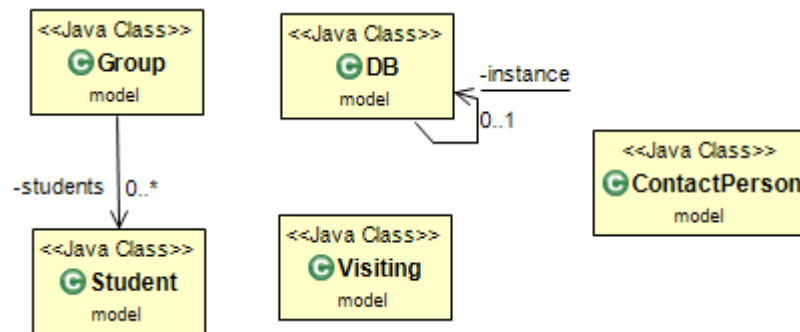 <<Java Class>>
Group
model
<<Java Class>>
DB
model
-instance
0..1
<<Java Class>>
ContactPerson
model
-students 0..*
<<Java Class>>
Student
model
<<Java Class>>
Visiting
model